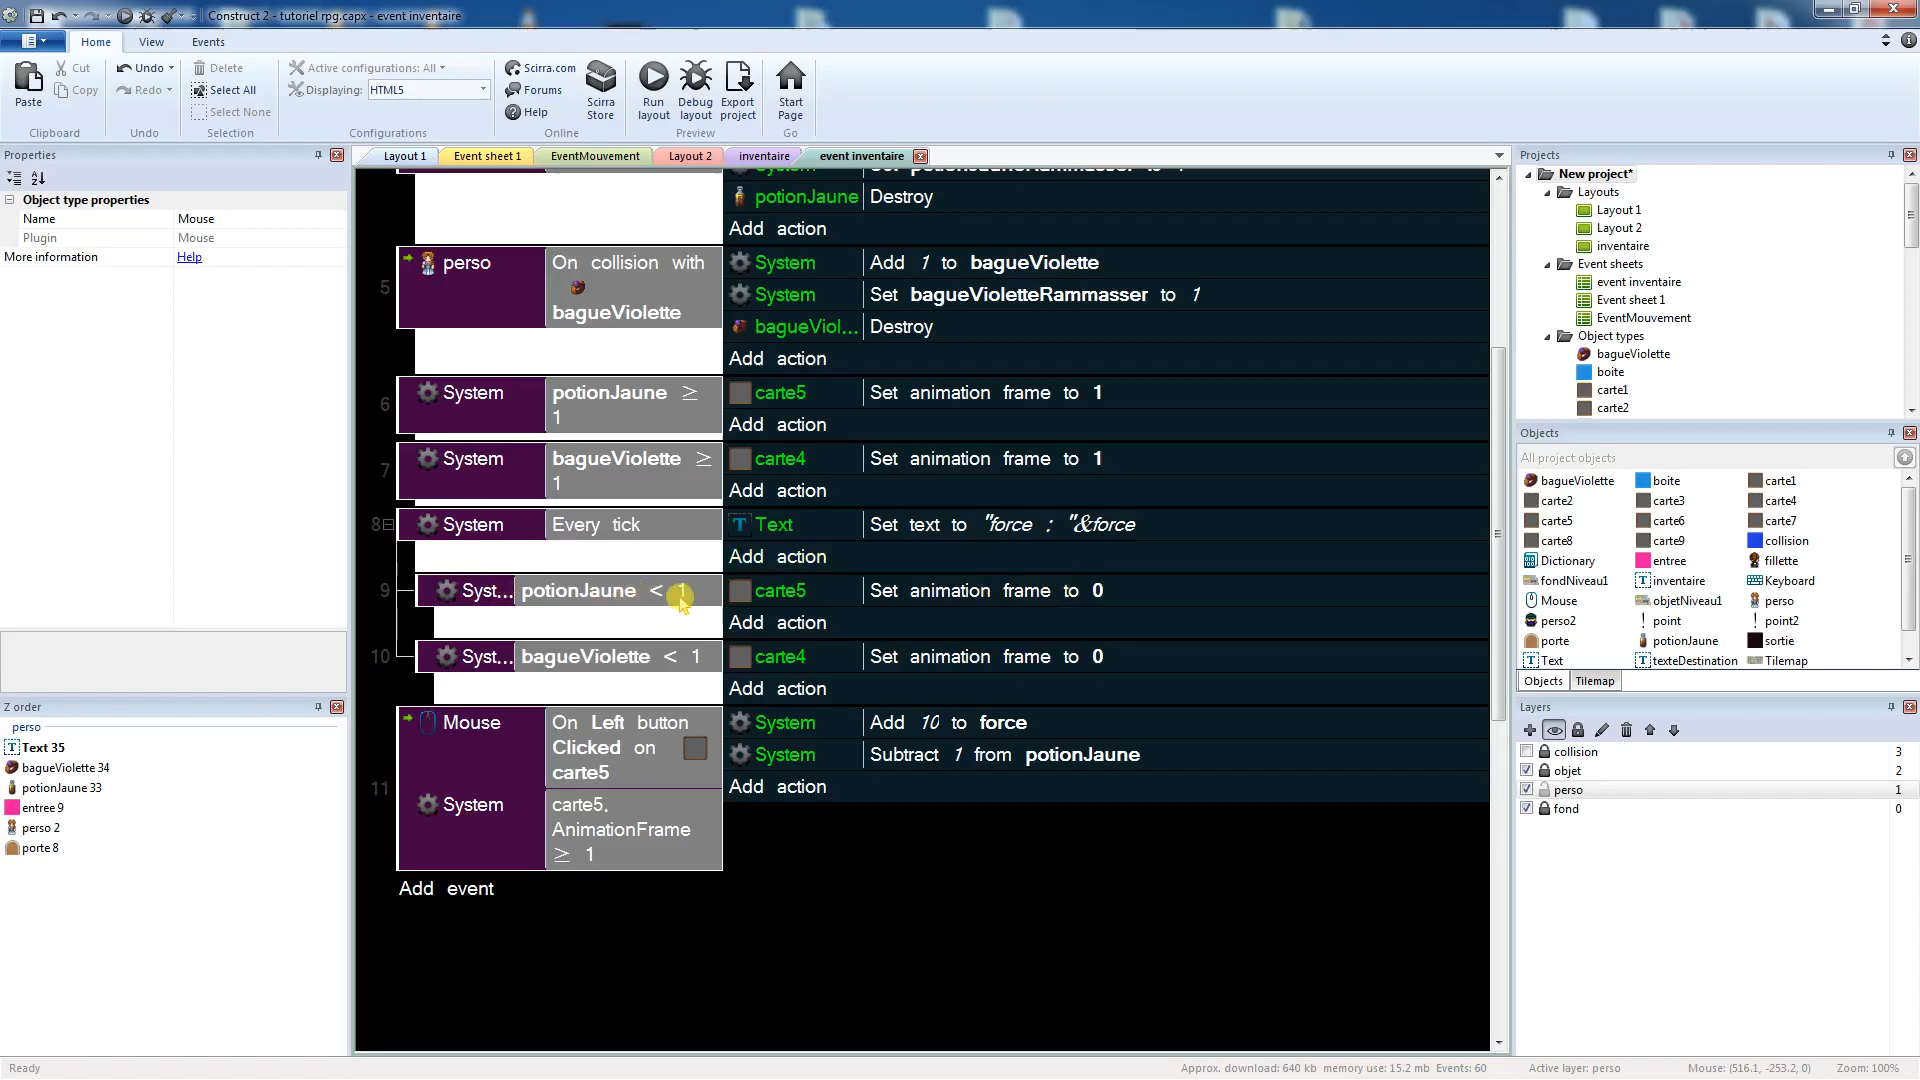 Construct 2 - tutoriel rpg.capx - event inventaire
Home View Events
Paste
Cut
Copy
Clipboard
Undo
Redo
Undo
Delete
Select All
Select None
Selection
Active configurations: All
Displaying: HTML5
Configurations
Scirra.com
Forums
Help
Scirra Store
Online
Run layout
Debug layout
Export project
Preview
Start Page
Go
Properties
Object type properties
Name Mouse
Plugin Mouse
More information Help
Z order
perso
Text 35
bagueViolette 34
potionJaune 33
entree 9
perso 2
porte 8
Layout 1 Event sheet 1 EventMouvement Layout 2 inventaire event inventaire
potionJaune Destroy
Add action
5 perso On collision with bagueViolette
System Add 1 to bagueViolette
System Set bagueVioletteRammasser to 1
bagueViol... Destroy
Add action
6 System potionJaune ≥ 1
carte5 Set animation frame to 1
Add action
7 System bagueViolette ≥ 1
carte4 Set animation frame to 1
Add action
8 System Every tick
Text Set text to "force : "&force
Add action
9 Syst... potionJaune < 1
carte5 Set animation frame to 0
Add action
10 Syst... bagueViolette < 1
carte4 Set animation frame to 0
Add action
11 Mouse On Left button Clicked on carte5
System carte5. AnimationFrame ≥ 1
System Add 10 to force
System Subtract 1 from potionJaune
Add action
Add event
Projects
New project*
Layouts
Layout 1
Layout 2
inventaire
Event sheets
event inventaire
Event sheet 1
EventMouvement
Object types
bagueViolette
boite
carte1
carte2
Objects
All project objects
bagueViolette boite carte1
carte2 carte3 carte4
carte5 carte6 carte7
carte8 carte9 collision
Dictionary entree fillette
fondNiveau1 inventaire Keyboard
Mouse objetNiveau1 perso
perso2 point point2
porte potionJaune sortie
Text texteDestination Tilemap
Objects Tilemap
Layers
collision 3
objet 2
perso 1
fond 0
Ready
Approx. download: 640 kb memory use: 15.2 mb Events: 60
Active layer: perso
Mouse: (516.1, -253.2, 0)
Zoom: 100%